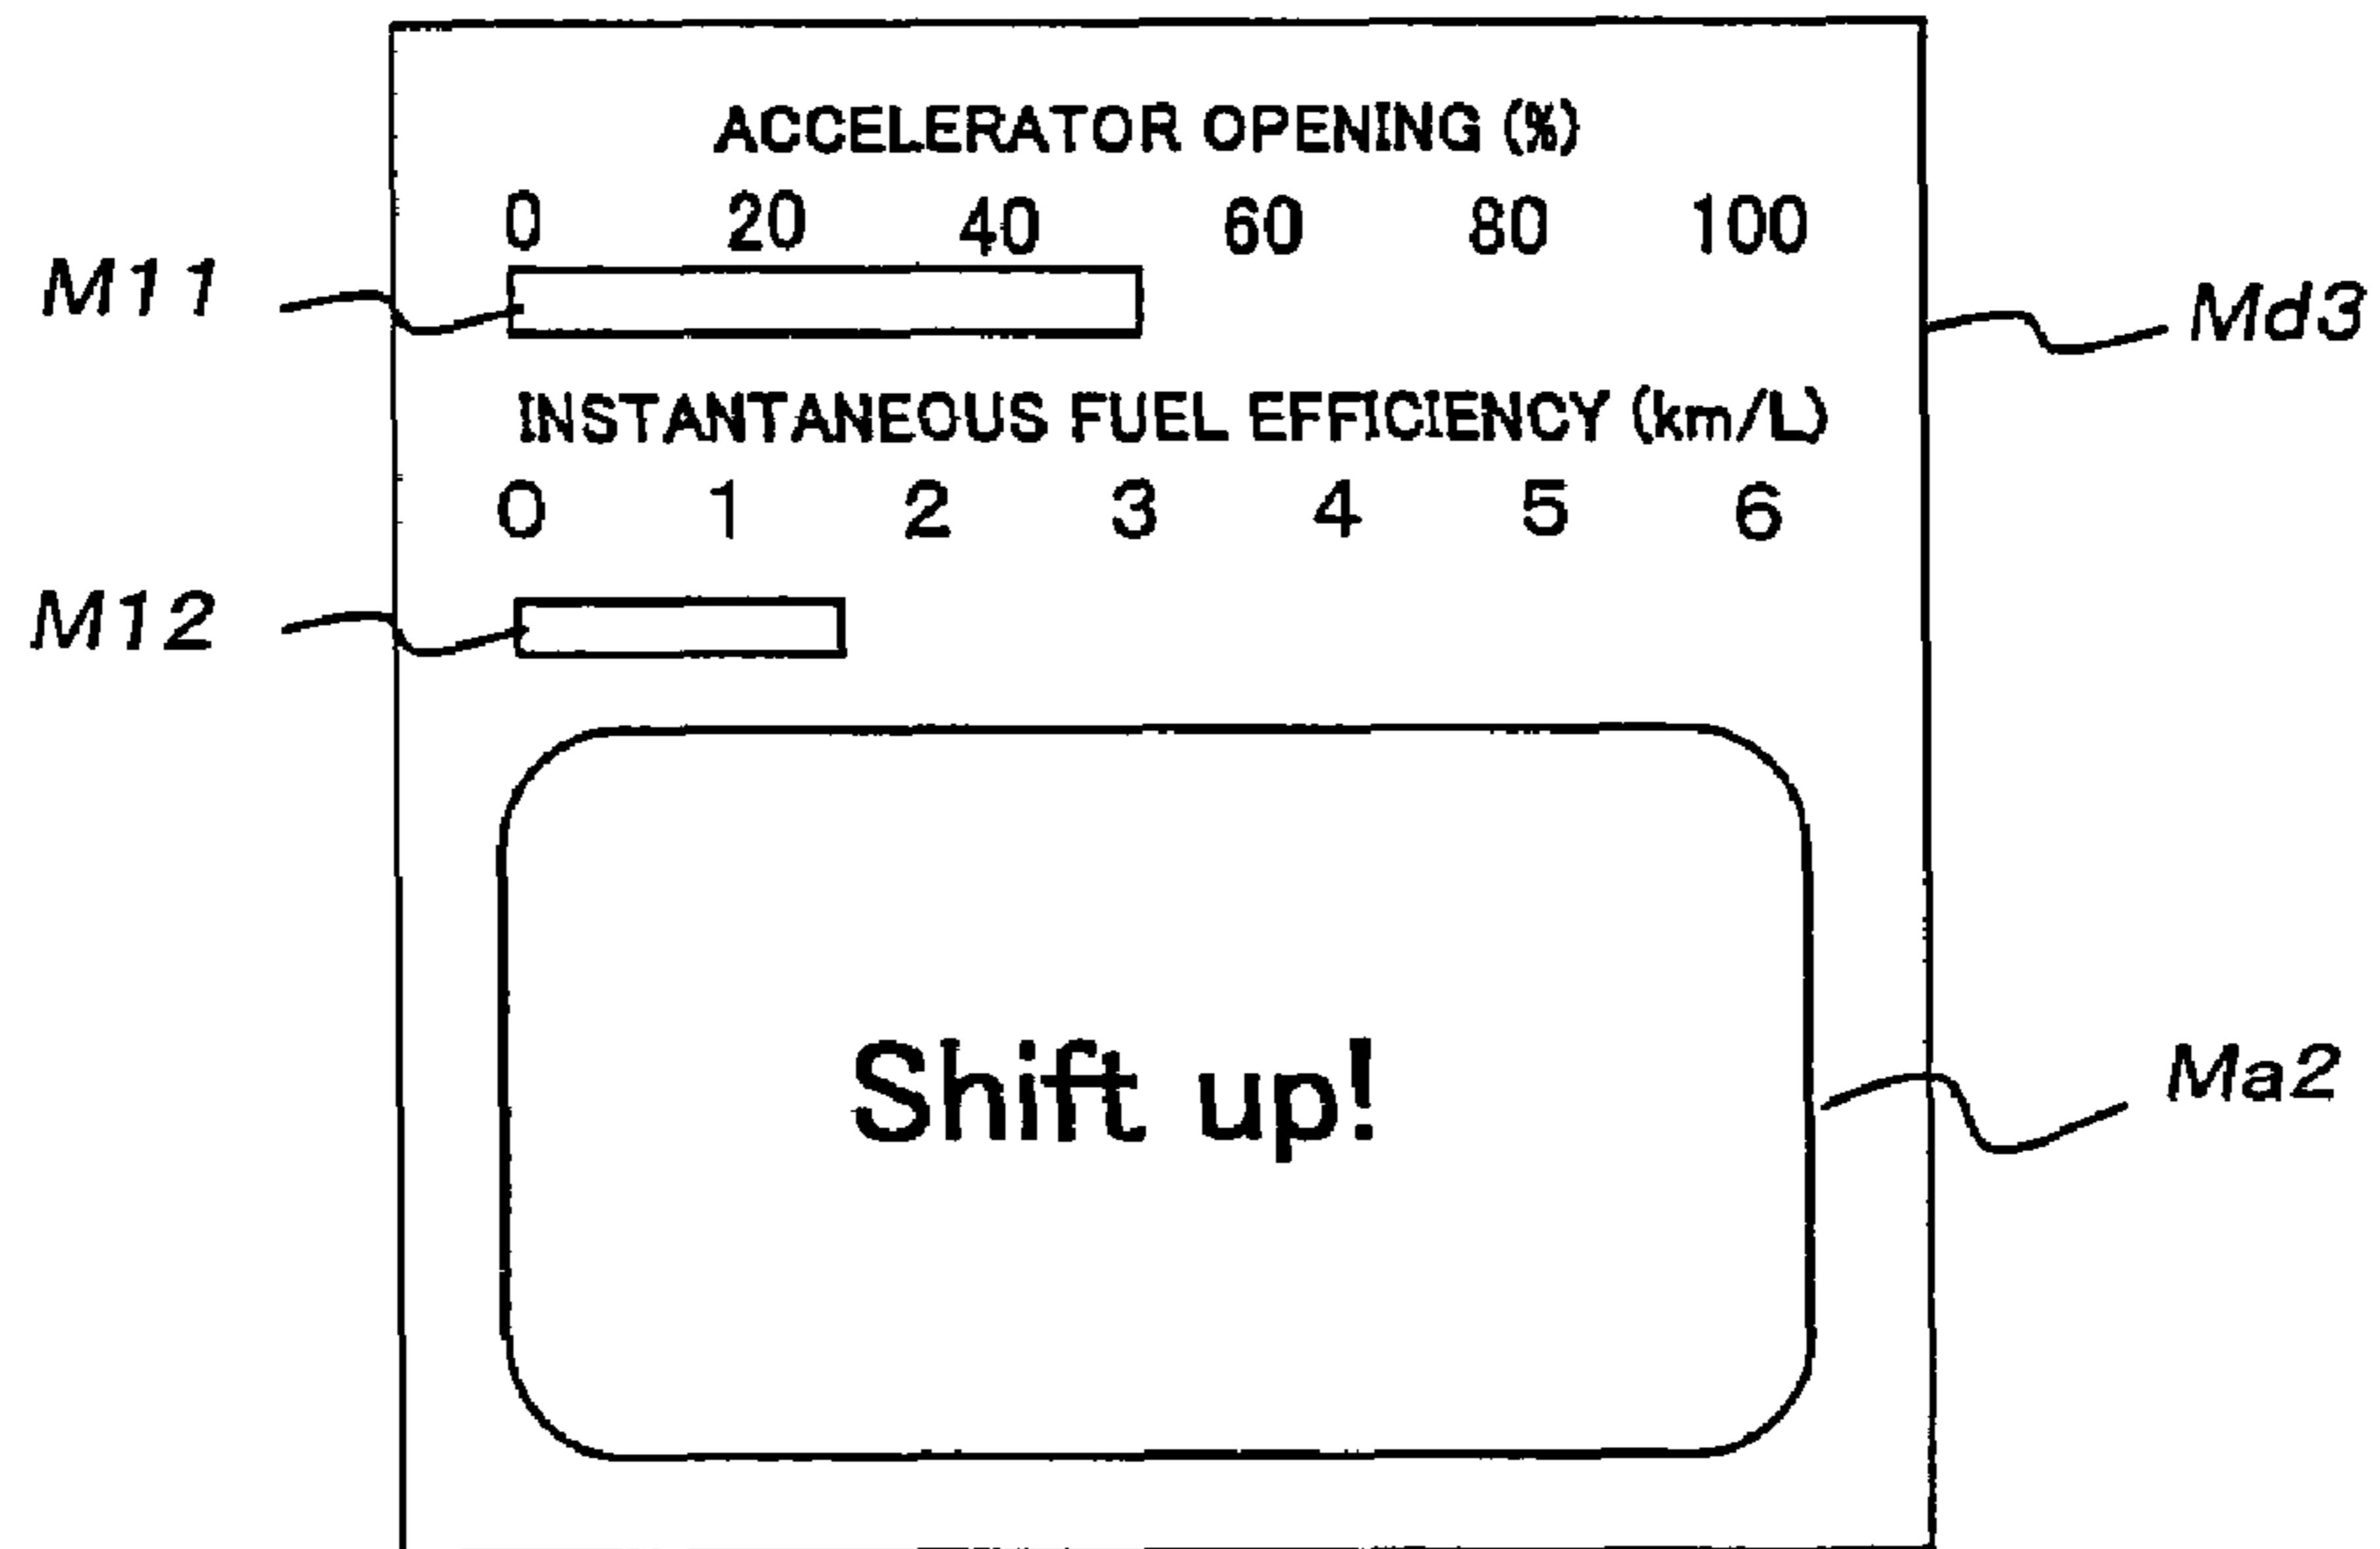 ACCELERATOR OPENING (%)
0 20 40 60 80 100
M11
Md3
INSTANTANEOUS FUEL EFFICIENCY (km/L)
0 1 2 3 4 5 6
M12
Shift up!
Ma2